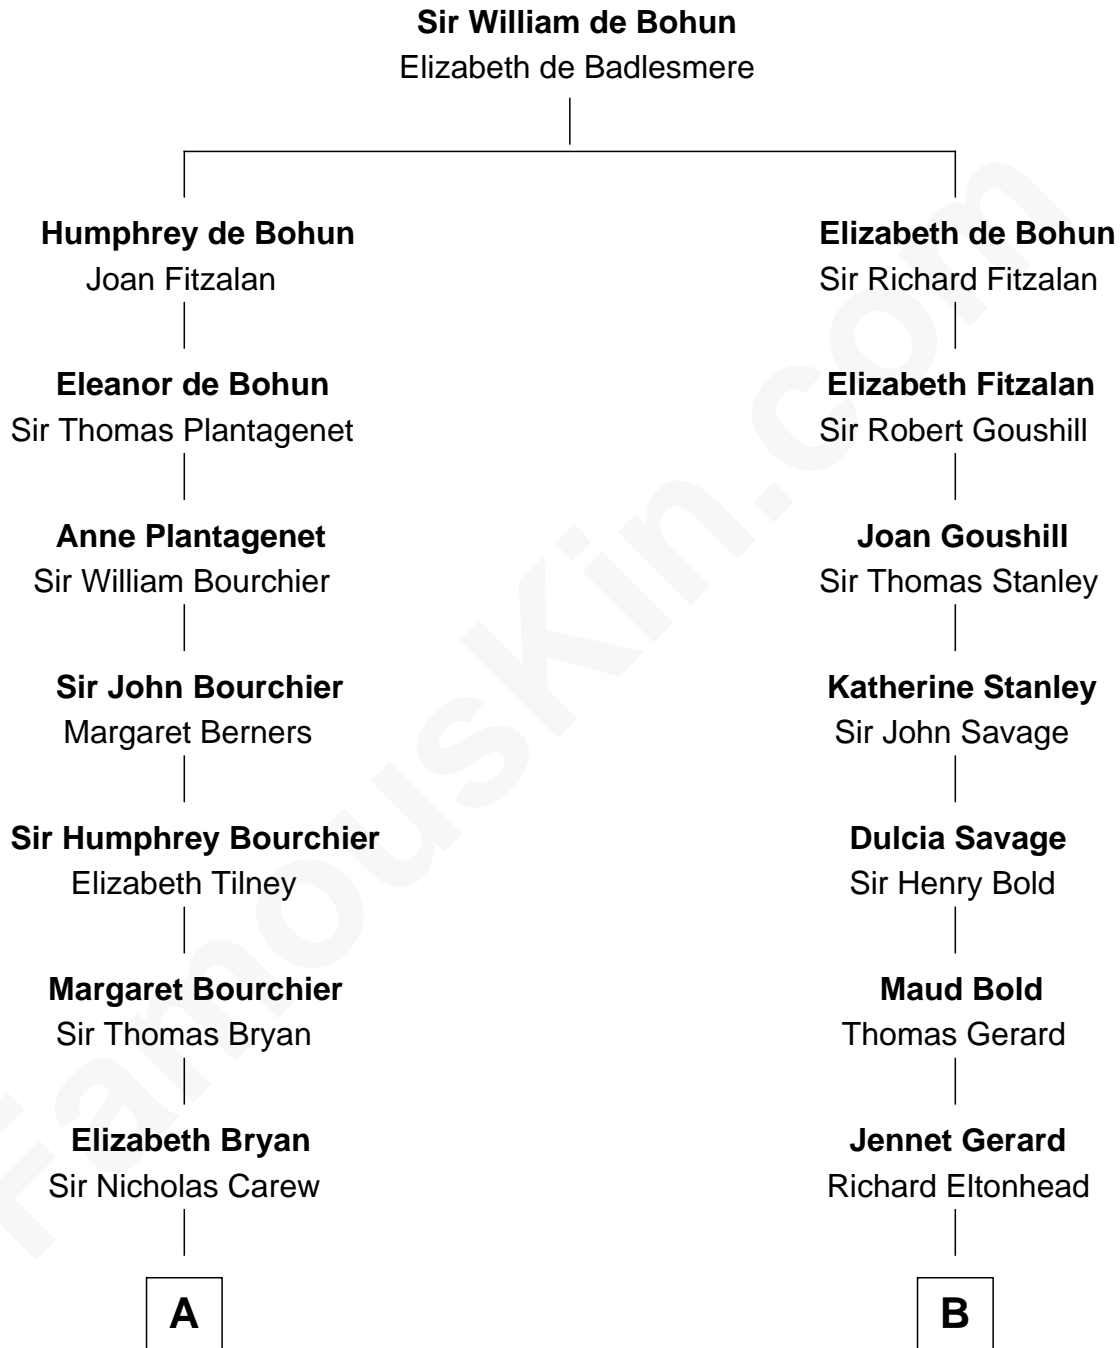 Sir William de Bohun
Elizabeth de Badlesmere
Humphrey de Bohun
Joan Fitzalan
Eleanor de Bohun
Sir Thomas Plantagenet
Anne Plantagenet
Sir William Bourchier
Sir John Bourchier
Margaret Berners
Sir Humphrey Bourchier
Elizabeth Tilney
Margaret Bourchier
Sir Thomas Bryan
Elizabeth Bryan
Sir Nicholas Carew
A
Elizabeth de Bohun
Sir Richard Fitzalan
Elizabeth Fitzalan
Sir Robert Goushill
Joan Goushill
Sir Thomas Stanley
Katherine Stanley
Sir John Savage
Dulcia Savage
Sir Henry Bold
Maud Bold
Thomas Gerard
Jennet Gerard
Richard Eltonhead
B
FamousKin.com